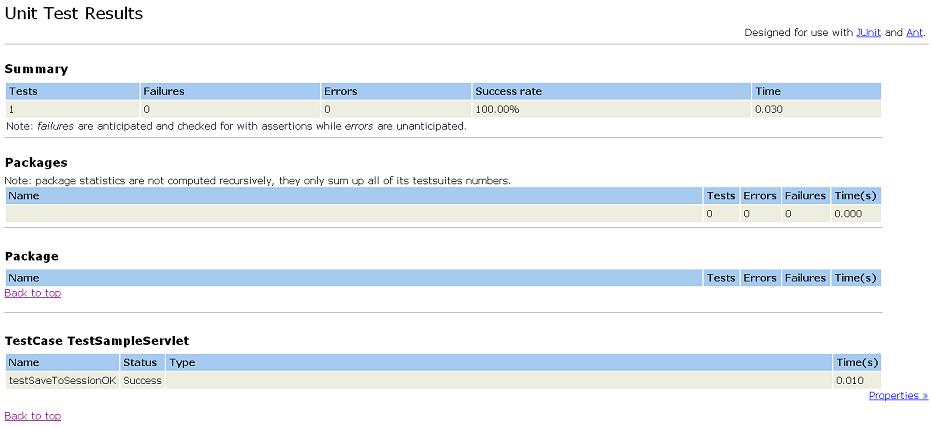 Unit Test Results
Designed for use with JUnit and Ant.
Summary
Tests Failures Errors Success rate Time
1 0 0 100.00% 0.030
Note: failures are anticipated and checked for with assertions while errors are unanticipated.
Packages
Note: package statistics are not computed recursively, they only sum up all of its testsuites numbers.
Name Tests Errors Failures Time(s)
0 0 0 0.000
Package
Name Tests Errors Failures Time(s)
Back to top
TestCase TestSampleServlet
Name Status Type Time(s)
testSaveToSessionOK Success 0.010
Properties »
Back to top